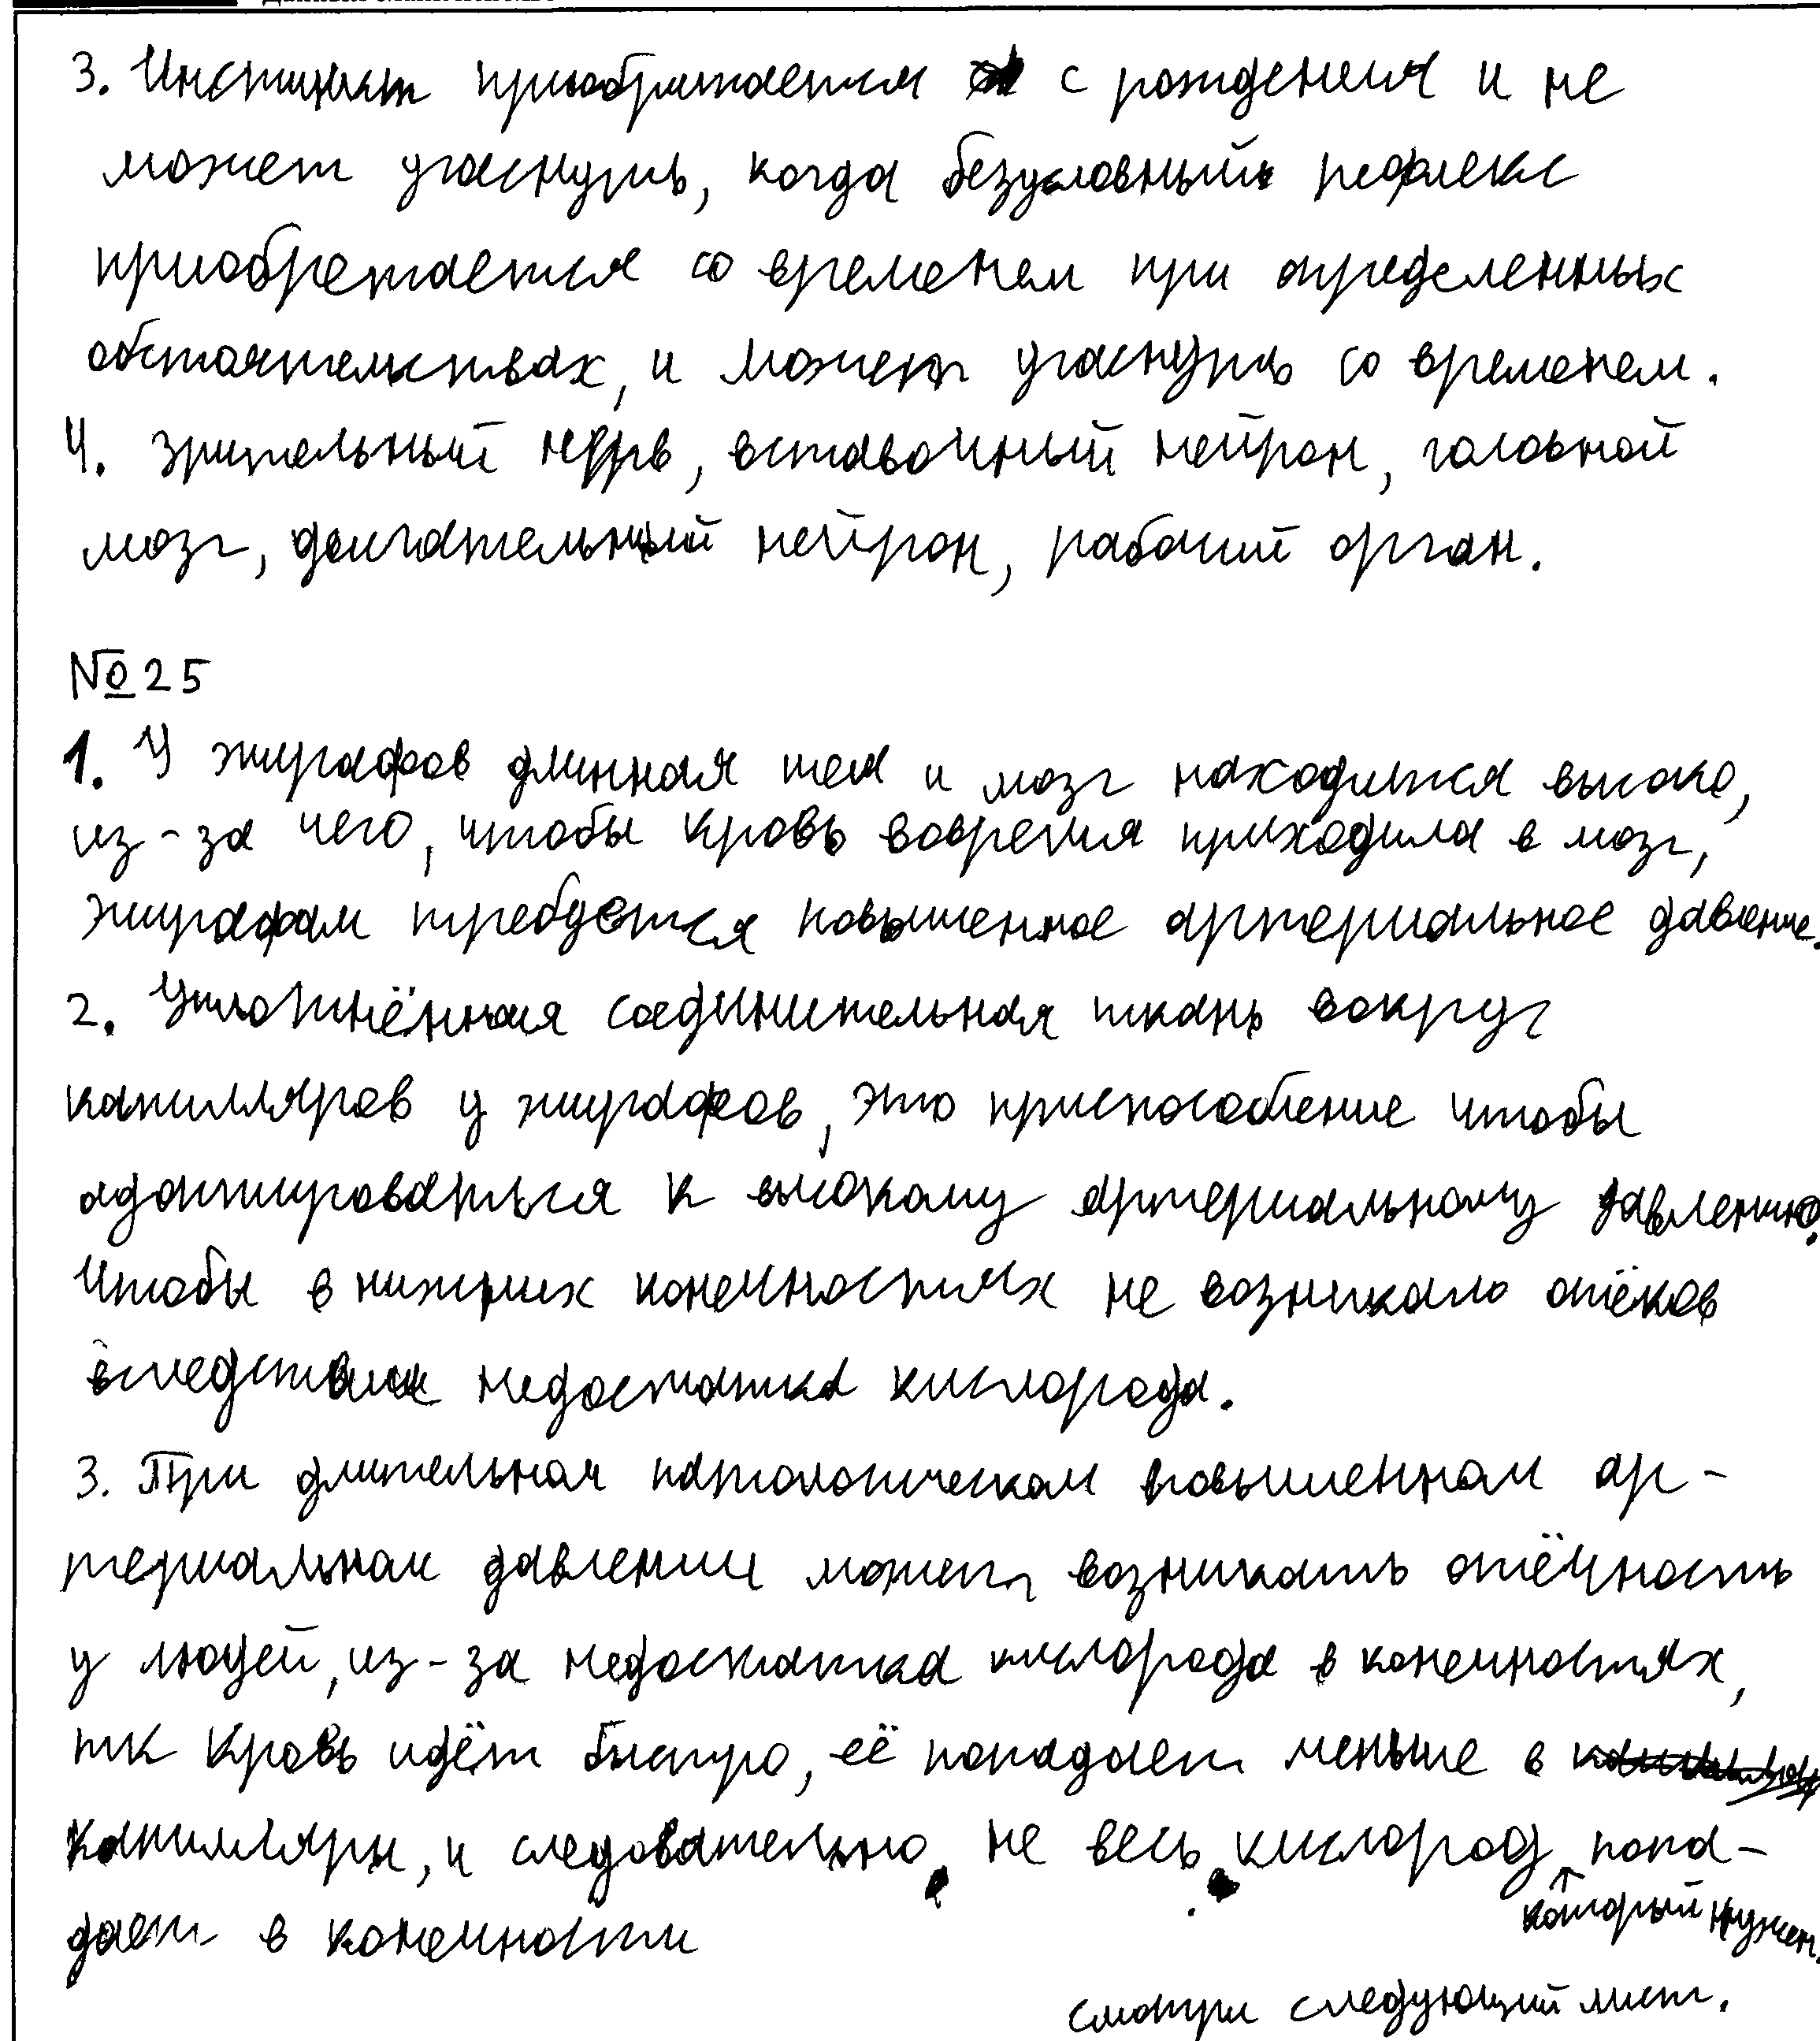 3. Инстинкт приобретается с рождения и не
может угаснуть, когда безусловный рефлекс
приобретается со временем при определенных
обстоятельствах, и может угаснуть со временем.
4. зрительный нерв, вставочный нейрон, головной
мозг, двигательный нейрон, рабочий орган.
№25
1. У жирафов длинная шея и мозг находится высоко,
из-за чего, чтобы кровь вовремя приходила в мозг,
жирафам требуется повышенное артериальное давление.
2. Уплотнённая соединительная ткань вокруг
капилляров у жирафов, это приспособление чтобы
адаптироваться к высокому артериальному давлению.
Чтобы в нижних конечностях не возникало отёков
вследствии недостатка кислорода.
3. При длительном патологическом повышенном ар-
териальном давлении может возникать отёчность
у людей, из-за недостатка кислорода в конечностях,
тк кровь идёт быстро, её попадает меньше в
капилляры, и следовательно не весь кислород попа-
который нужен.
дает в конечности
смотри следующий лист.